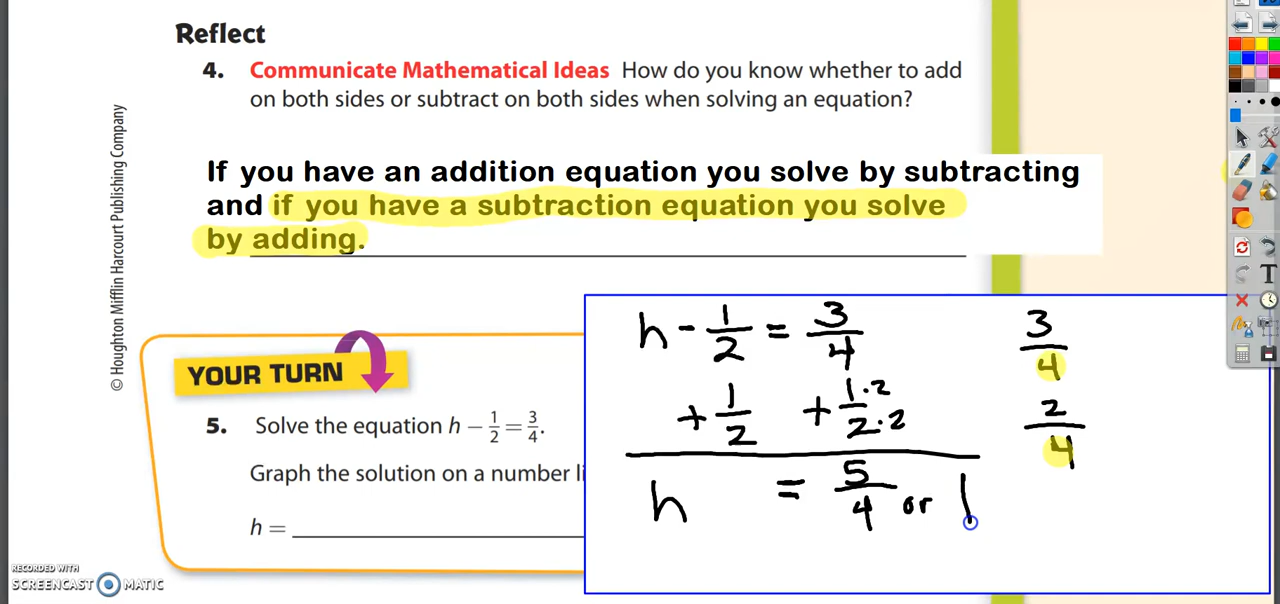 Reflect
4. Communicate Mathematical Ideas How do you know whether to add
on both sides or subtract on both sides when solving an equation?
If you have an addition equation you solve by subtracting
and if you have a subtraction equation you solve
by adding.
© Houghton Mifflin Harcourt Publishing Company
YOUR TURN
5. Solve the equation h − 1/2 = 3/4.
Graph the solution on a number li
h =
h - 1/2 = 3/4
+ 1/2 + 1·2/2·2
h = 5/4 or 1
3/4
2/4
RECORDED WITH
SCREENCAST MATIC
T